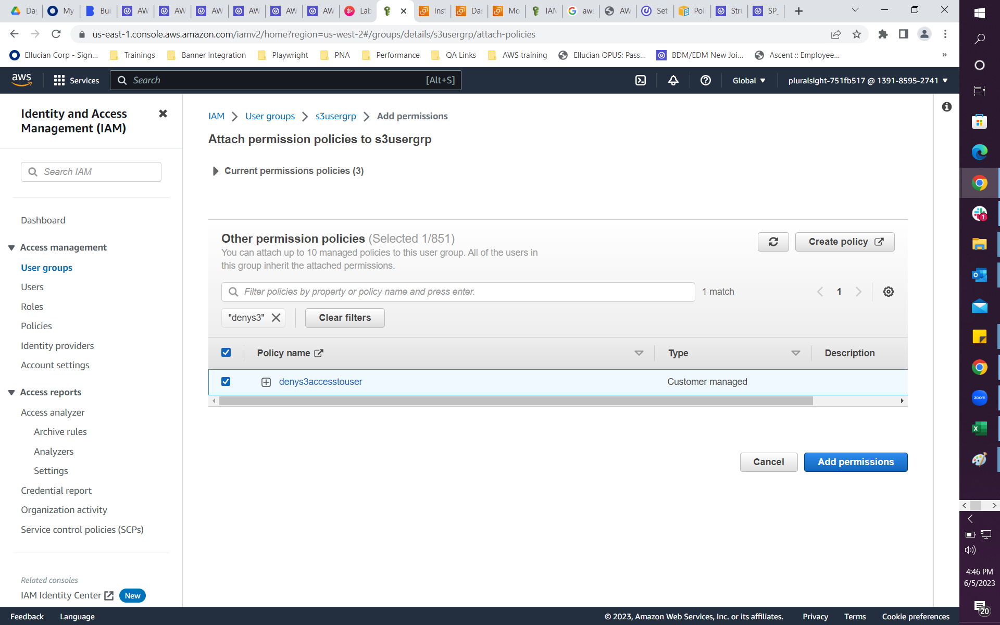 Day
My
Bui
AW
AW
AW
AW
AW
AW
Lab
Inst
Das
Mo
IAM
aws
AW
Set
Poli
Stru
SP_
us-east-1.console.aws.amazon.com/iamv2/home?region=us-west-2#/groups/details/s3usergrp/attach-policies
Ellucian Corp - Sign...
Trainings
Banner Integration
Playwright
PNA
Performance
QA Links
AWS training
Ellucian OPUS: Pass...
BDM/EDM New Joi...
Ascent :: Employee...
»
aws
Services
Search
[Alt+S]
Global
pluralsight-751fb517 @ 1391-8595-2741
Identity and Access
Management (IAM)
Search IAM
Dashboard
Access management
User groups
Users
Roles
Policies
Identity providers
Account settings
Access reports
Access analyzer
Archive rules
Analyzers
Settings
Credential report
Organization activity
Service control policies (SCPs)
Related consoles
IAM Identity Center
New
IAM
User groups
s3usergrp
Add permissions
Attach permission policies to s3usergrp
Current permissions policies (3)
Other permission policies (Selected 1/851)
You can attach up to 10 managed policies to this user group. All of the users in
this group inherit the attached permissions.
Create policy
Filter policies by property or policy name and press enter.
1 match
1
"denys3"
Clear filters
Policy name
Type
Description
denys3accesstouser
Customer managed
Cancel
Add permissions
1
zoom
4:46 PM
6/5/2023
20
Feedback
Language
© 2023, Amazon Web Services, Inc. or its affiliates.
Privacy
Terms
Cookie preferences